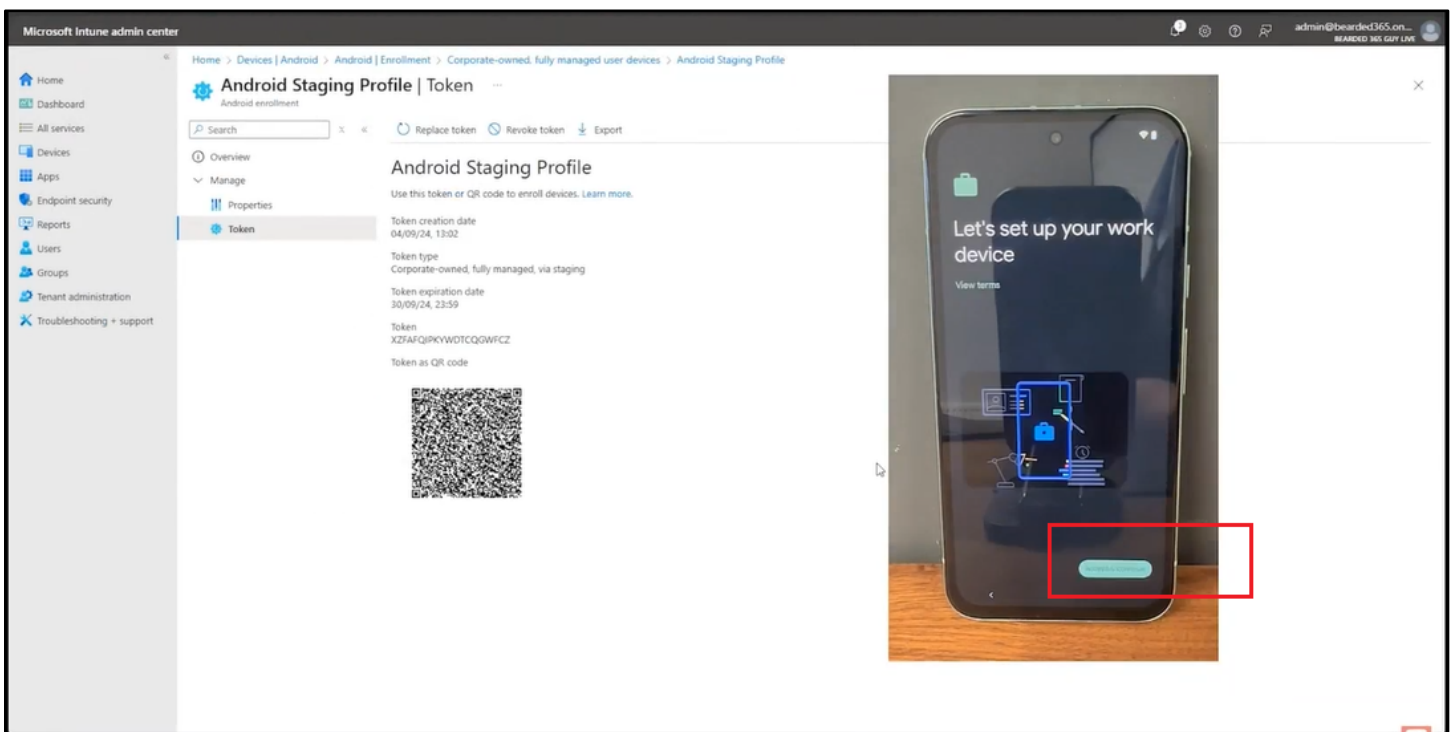 Microsoft Intune admin center
admin@bearded365.on...
BEARDED 365 GUY LIVE
Home > Devices | Android > Android | Enrollment > Corporate-owned, fully managed user devices > Android Staging Profile
Home
Dashboard
All services
Devices
Apps
Endpoint security
Reports
Users
Groups
Tenant administration
Troubleshooting + support
Android Staging Profile | Token ...
Android enrollment
Search
Overview
Manage
Properties
Token
Replace token Revoke token Export
Android Staging Profile
Use this token or QR code to enroll devices. Learn more.
Token creation date
04/09/24, 13:02
Token type
Corporate-owned, fully managed, via staging
Token expiration date
30/09/24, 23:59
Token
XZFAFQIPKYWDTCQGWFCZ
Token as QR code
Let's set up your work
device
View terms